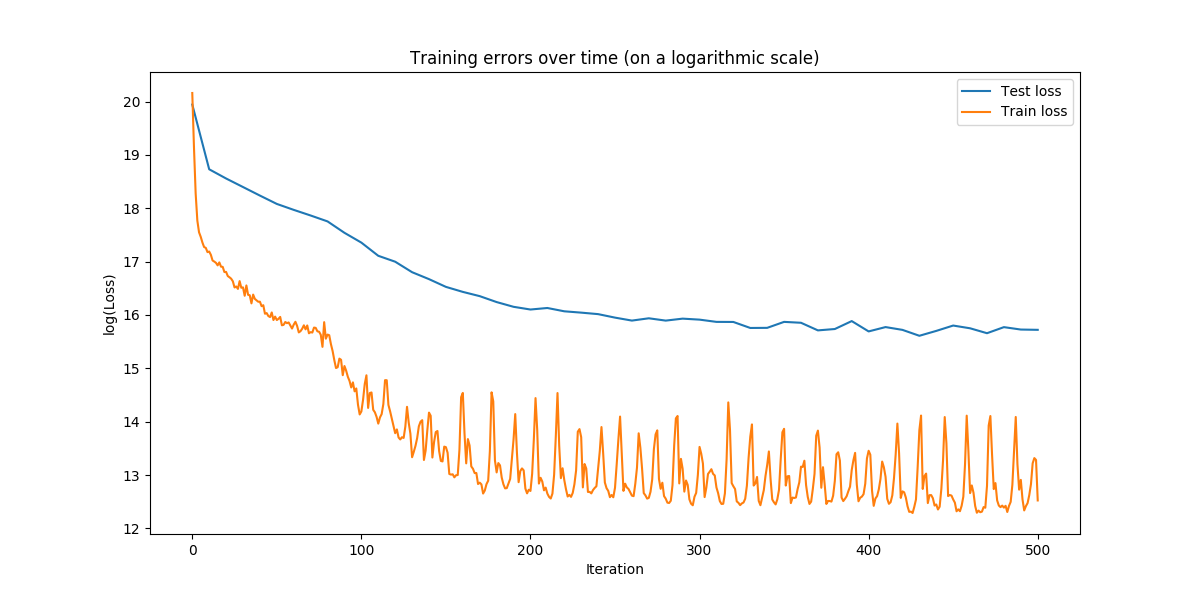 Training errors over time (on a logarithmic scale)
Test loss
Train loss
20
19
18
17
16
15
14
13
12
log(Loss)
0 100 200 300 400 500
Iteration